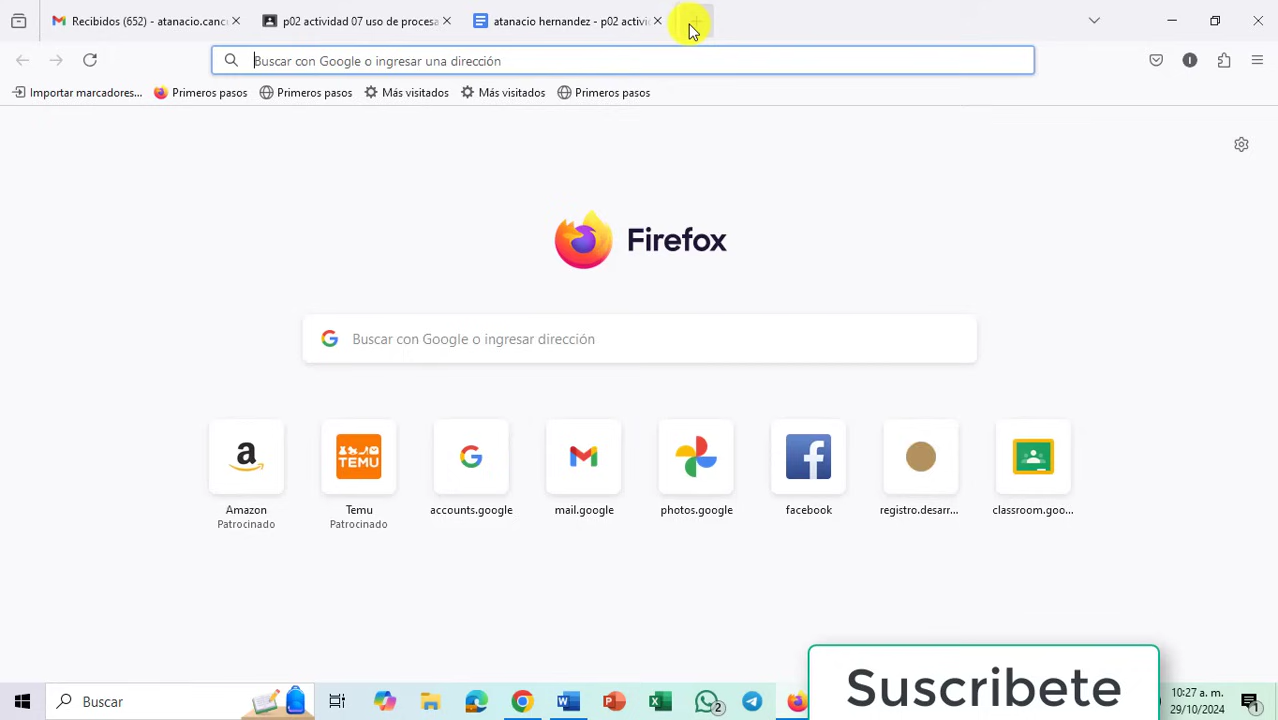 Recibidos (652) - atanacio.canc
p02 actividad 07 uso de procesa
atanacio hernandez - p02 activi
Buscar con Google o ingresar una dirección
Importar marcadores...
Primeros pasos
Primeros pasos
Más visitados
Más visitados
Primeros pasos
Firefox
Buscar con Google o ingresar dirección
Amazon
Patrocinado
Temu
Patrocinado
accounts.google
mail.google
photos.google
facebook
registro.desarr...
classroom.goo...
Suscribete
Buscar
2
10:27 a. m.
29/10/2024
1